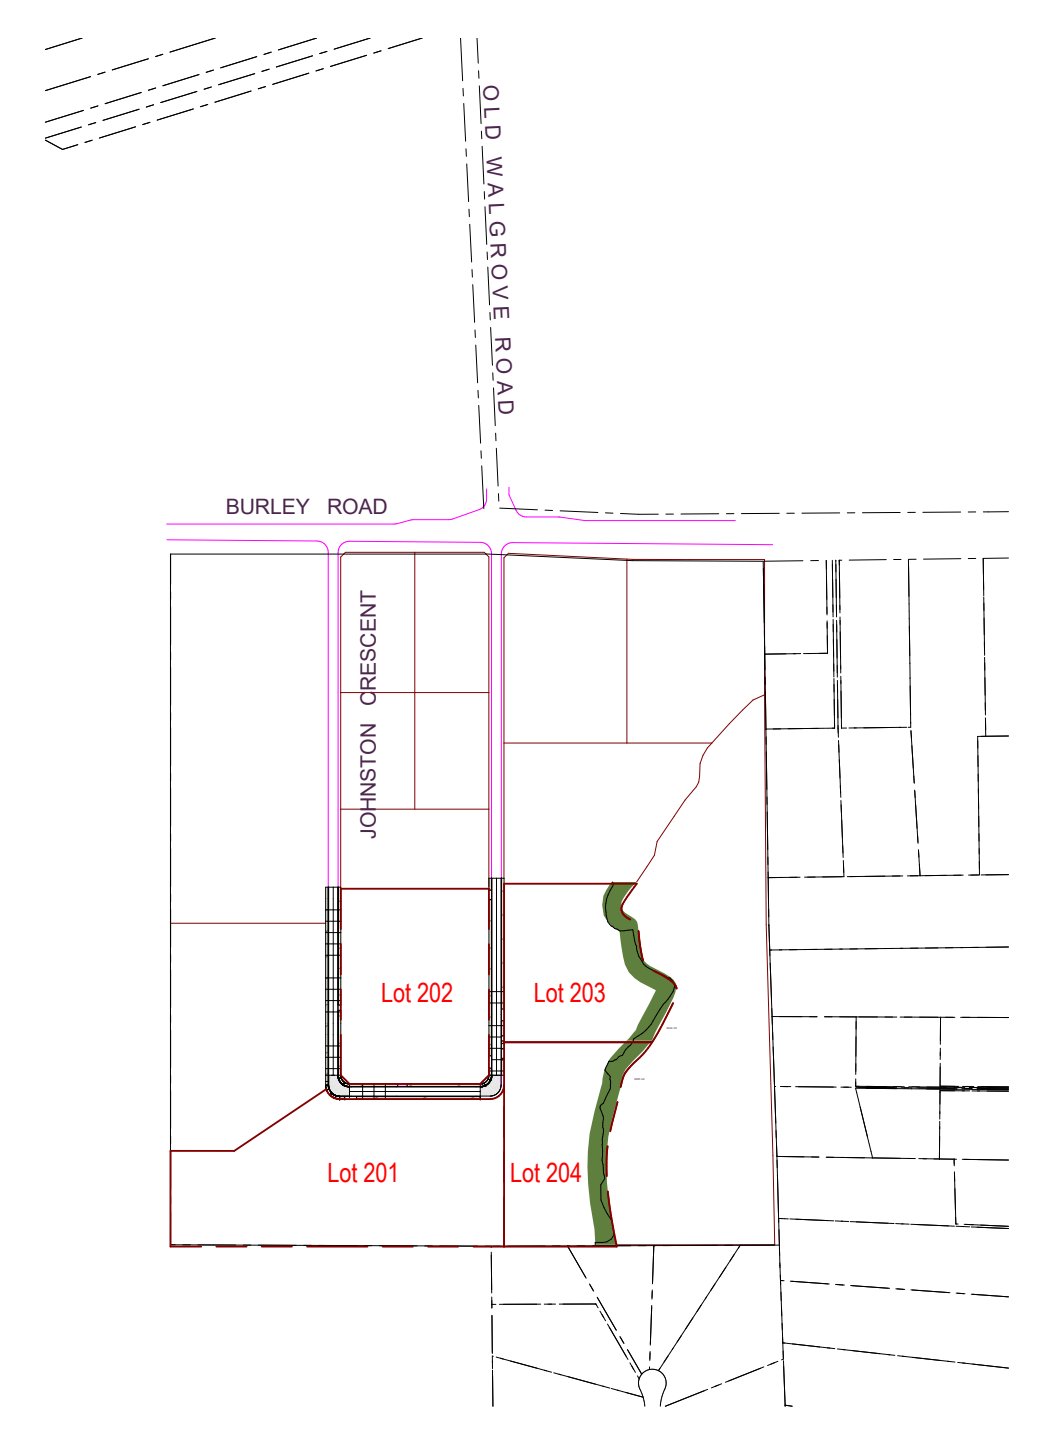 OLD WALGROVE ROAD
BURLEY ROAD
JOHNSTON CRESCENT
Lot 202
Lot 203
Lot 201
Lot 204